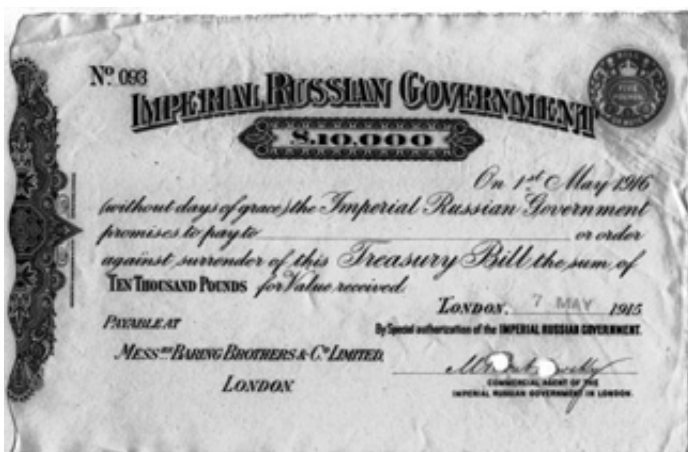 Nº 093
IMPERIAL RUSSIAN GOVERNMENT
£10,000
On 1st May 1916
(without days of grace) the Imperial Russian Government
promises to pay to or order
against surrender of this Treasury Bill the sum of
TEN THOUSAND POUNDS for Value received.
LONDON, 7 MAY 1915
PAYABLE AT
By Special authorization of the IMPERIAL RUSSIAN GOVERNMENT.
MESSRS BARING BROTHERS & Co LIMITED,
LONDON.
COMMERCIAL AGENT OF THE
IMPERIAL RUSSIAN GOVERNMENT IN LONDON.